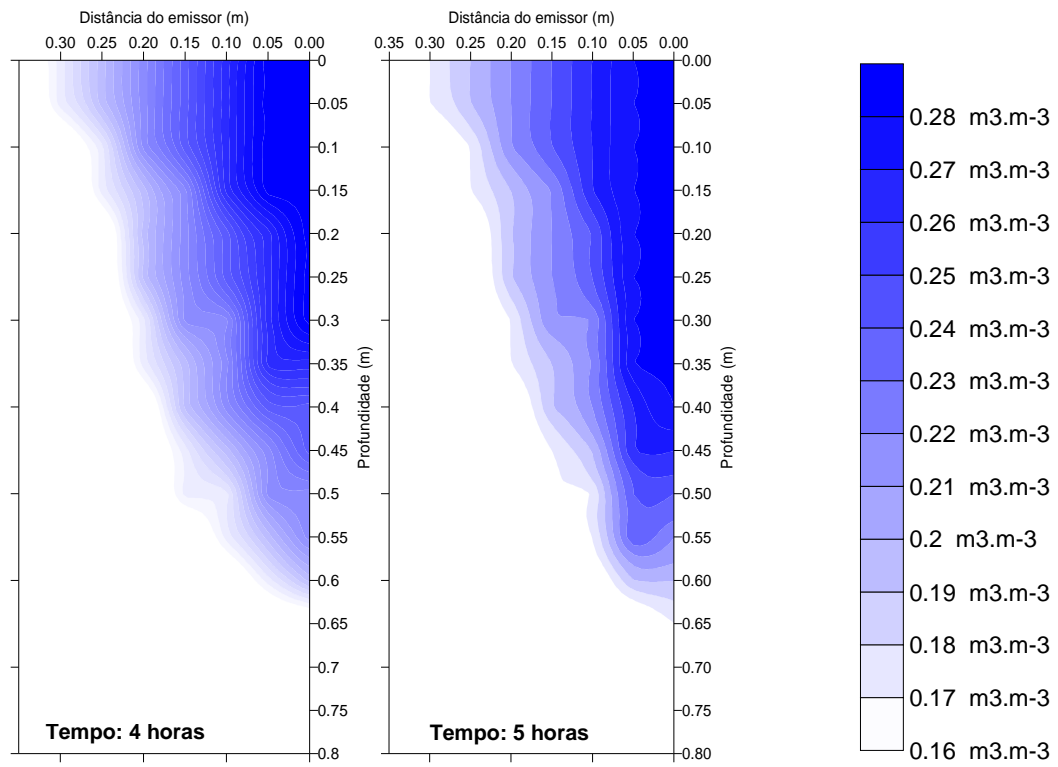 Distância do emissor (m)
0.30 0.25 0.20 0.15 0.10 0.05 0.00
0
0.05
0.1
0.15
0.2
0.25
0.3
0.35
0.4
0.45
0.5
0.55
0.6
0.65
0.7
0.75
0.8
Profundidade (m)
Tempo: 4 horas
Distância do emissor (m)
0.35 0.30 0.25 0.20 0.15 0.10 0.05 0.00
0.00
0.05
0.10
0.15
0.20
0.25
0.30
0.35
0.40
0.45
0.50
0.55
0.60
0.65
0.70
0.75
0.80
Profundidade (m)
Tempo: 5 horas
0.28 m3.m-3
0.27 m3.m-3
0.26 m3.m-3
0.25 m3.m-3
0.24 m3.m-3
0.23 m3.m-3
0.22 m3.m-3
0.21 m3.m-3
0.2 m3.m-3
0.19 m3.m-3
0.18 m3.m-3
0.17 m3.m-3
0.16 m3.m-3